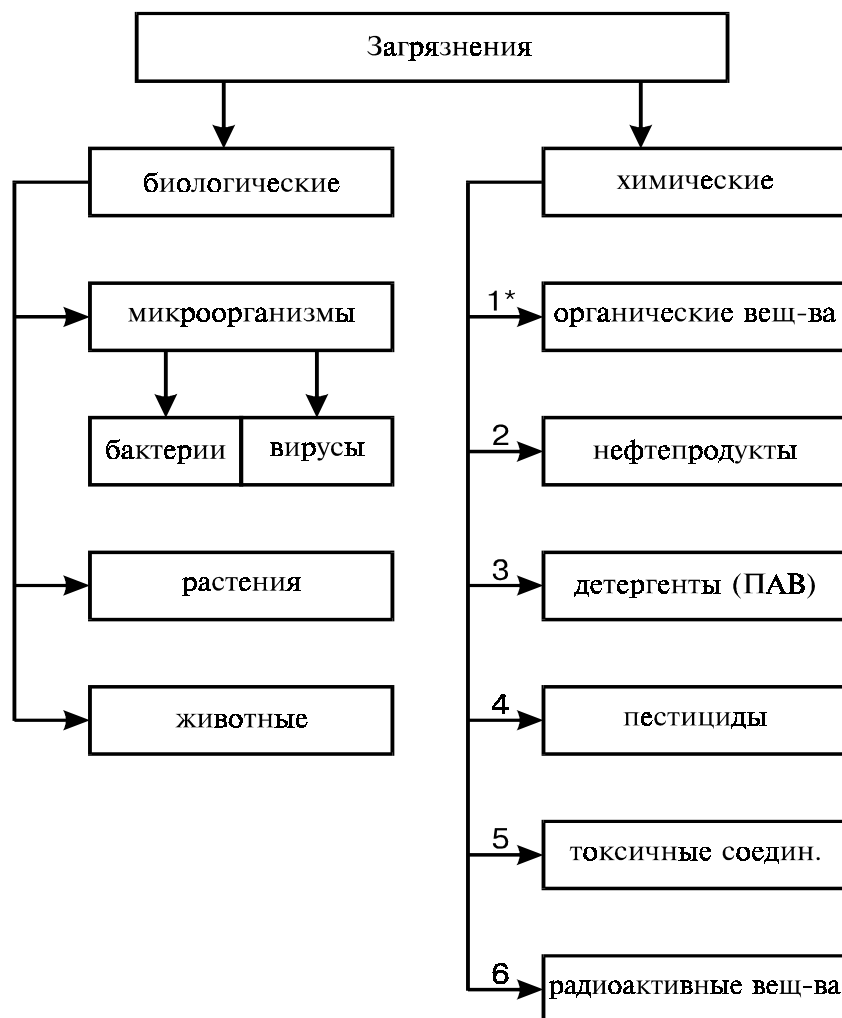 Загрязнения
биологические
микроорганизмы
бактерии
вирусы
растения
животные
химические
1*
органические вещ-ва
2
нефтепродукты
3
детергенты (ПАВ)
4
пестициды
5
токсичные соедин.
6
радиоактивные вещ-ва